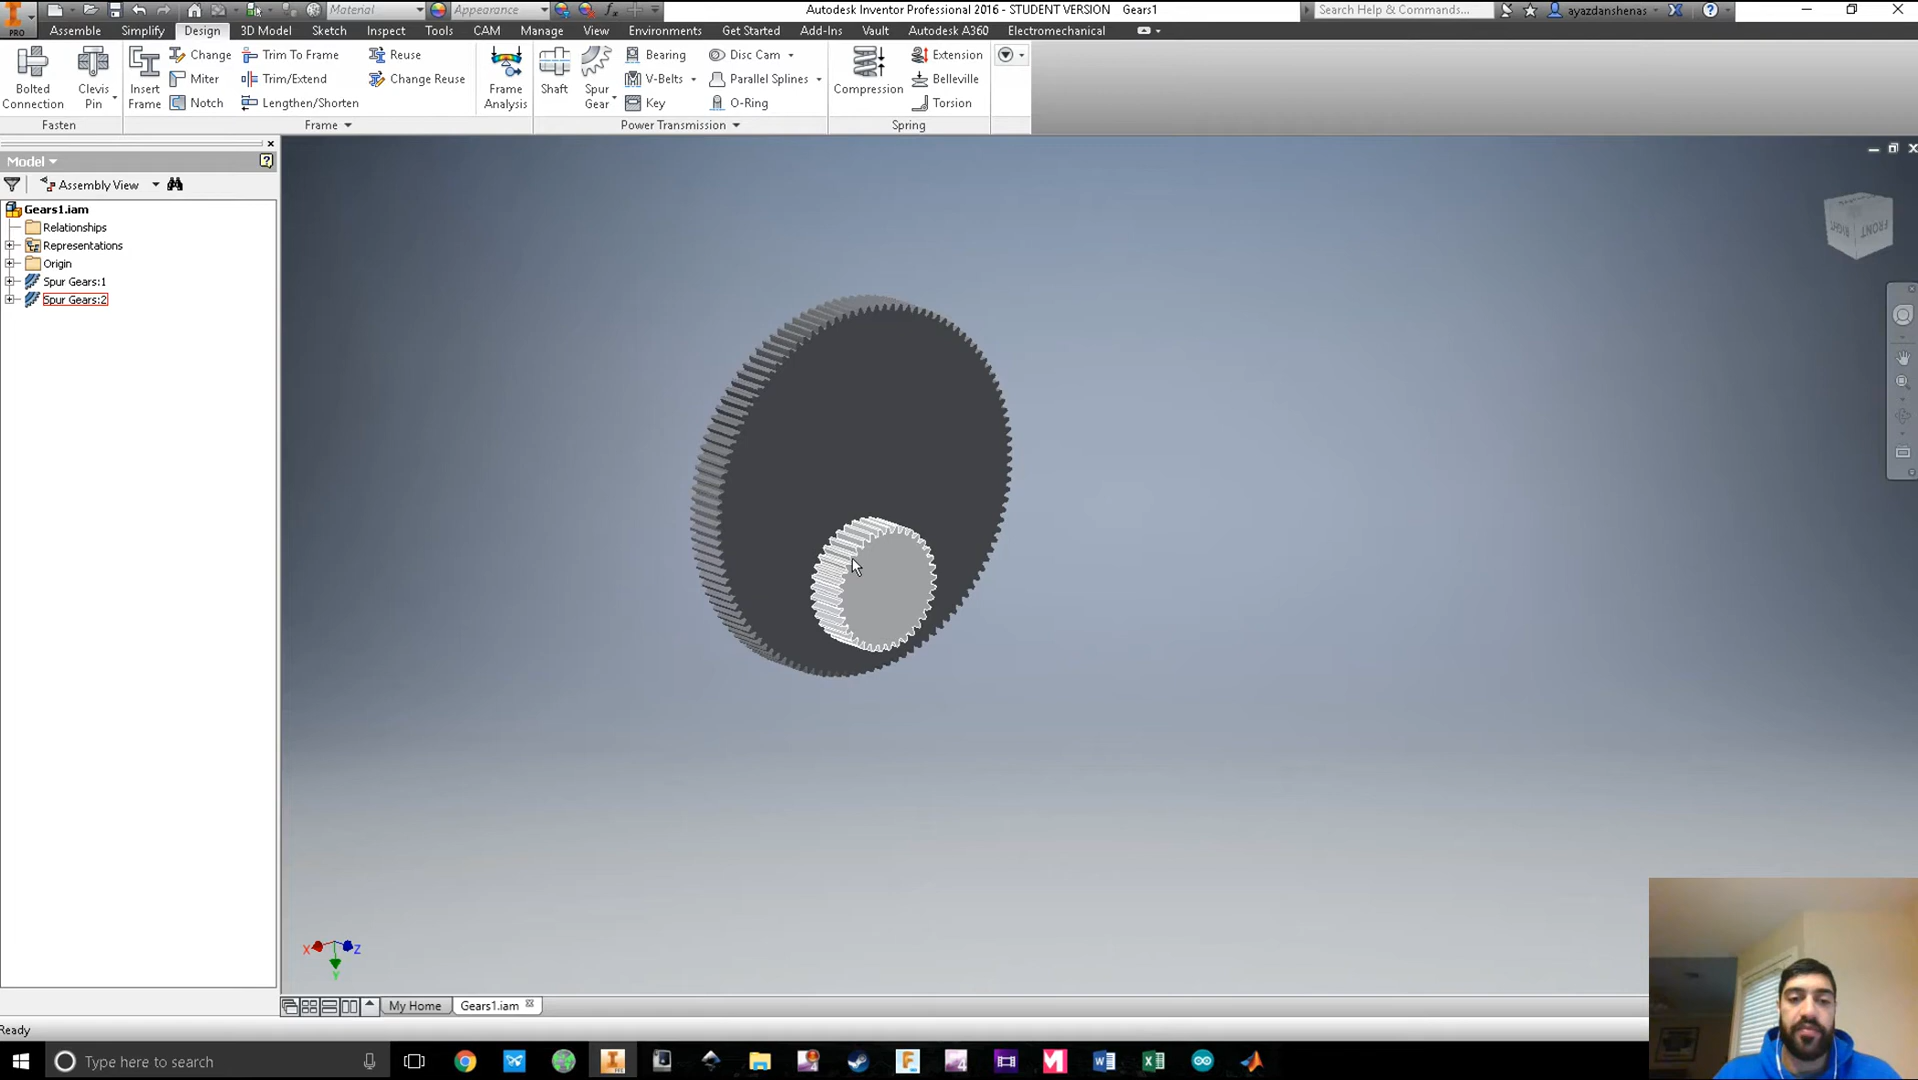 Material
Appearance
Autodesk Inventor Professional 2016 - STUDENT VERSION Gears1
Search Help & Commands...
ayazdanshenas
PRO
Assemble Simplify Design 3D Model Sketch Inspect Tools CAM Manage View Environments Get Started Add-Ins Vault Autodesk A360 Electromechanical
Bolted Connection
Clevis Pin
Insert Frame
Change
Miter
Notch
Trim To Frame
Trim/Extend
Lengthen/Shorten
Reuse
Change Reuse
Frame Analysis
Shaft
Spur Gear
Bearing
V-Belts
Key
Disc Cam
Parallel Splines
O-Ring
Compression
Extension
Belleville
Torsion
Fasten
Frame
Power Transmission
Spring
Model
Assembly View
Gears1.iam
Relationships
Representations
Origin
Spur Gears:1
Spur Gears:2
RIGHT
FRONT
X
Z
Y
My Home
Gears1.iam
Ready
Type here to search